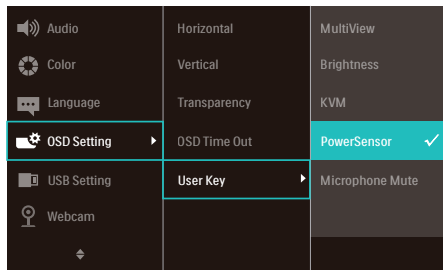 Audio
Color
Language
OSD Setting
USB Setting
Webcam
Horizontal
Vertical
Transparency
OSD Time Out
User Key
MultiView
Brightness
KVM
PowerSensor
Microphone Mute